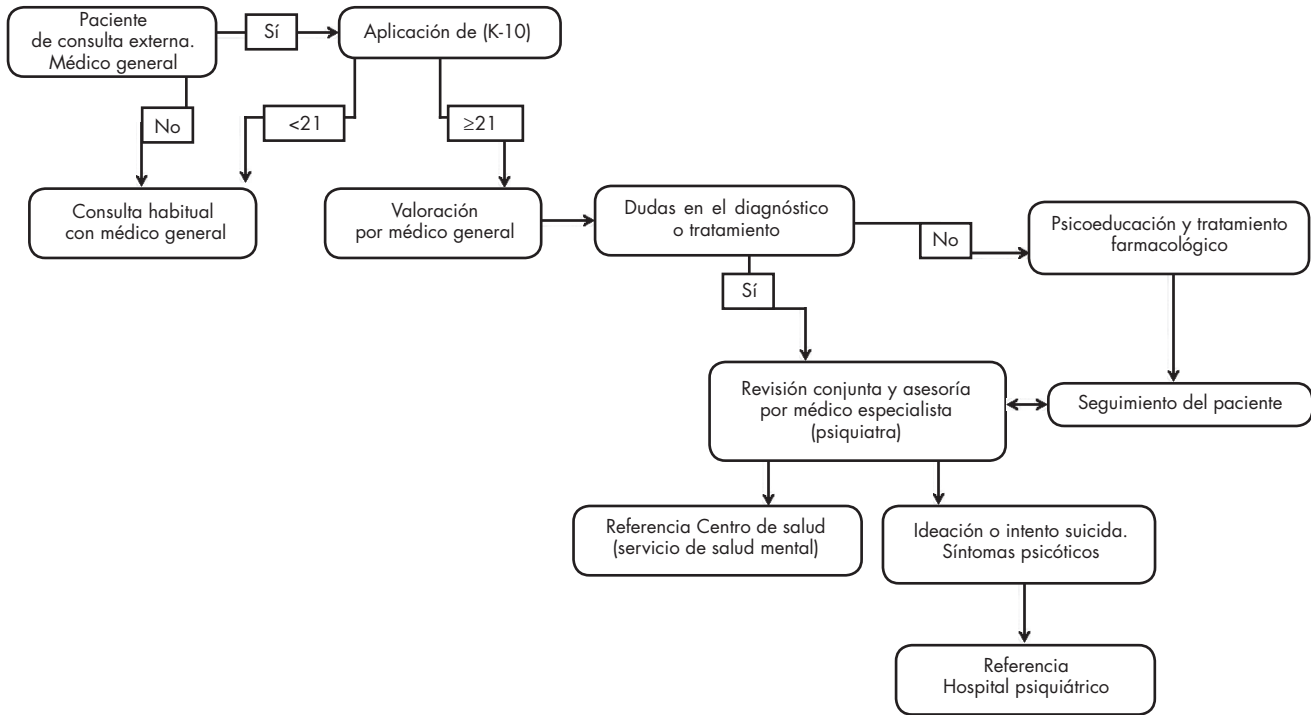 Paciente
de consulta externa.
Médico general
Sí
Aplicación de (K-10)
No
<21
≥21
Consulta habitual
con médico general
Valoración
por médico general
Dudas en el diagnóstico
o tratamiento
No
Psicoeducación y tratamiento
farmacológico
Sí
Revisión conjunta y asesoría
por médico especialista
(psiquiatra)
Seguimiento del paciente
Referencia Centro de salud
(servicio de salud mental)
Ideación o intento suicida.
Síntomas psicóticos
Referencia
Hospital psiquiátrico